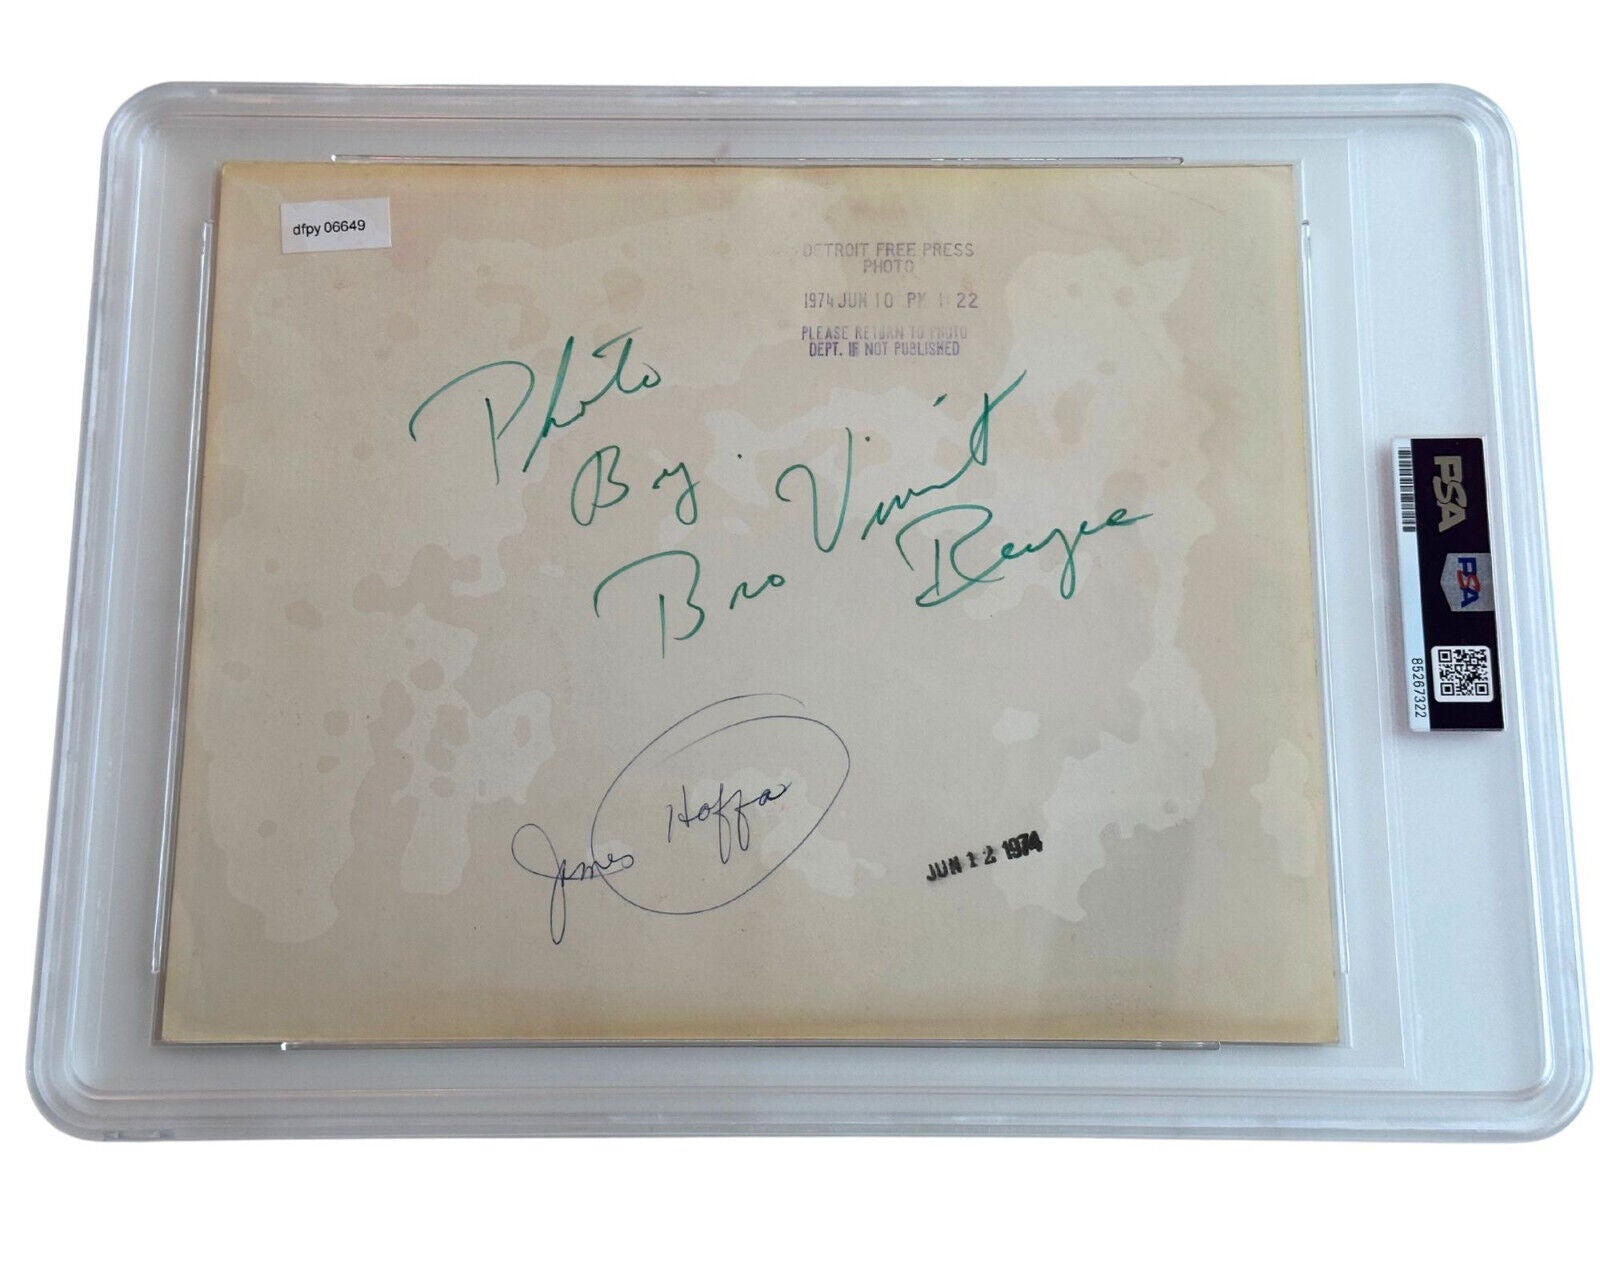 dfpy 06649
DETROIT FREE PRESS
PHOTO
1974 JUN 10 PM 1 22
PLEASE RETURN TO PHOTO
DEPT. IF NOT PUBLISHED
Photo
By.
Bro Vincent
James Hoffa
JUN 12 1974
PSA
PSA
85267322